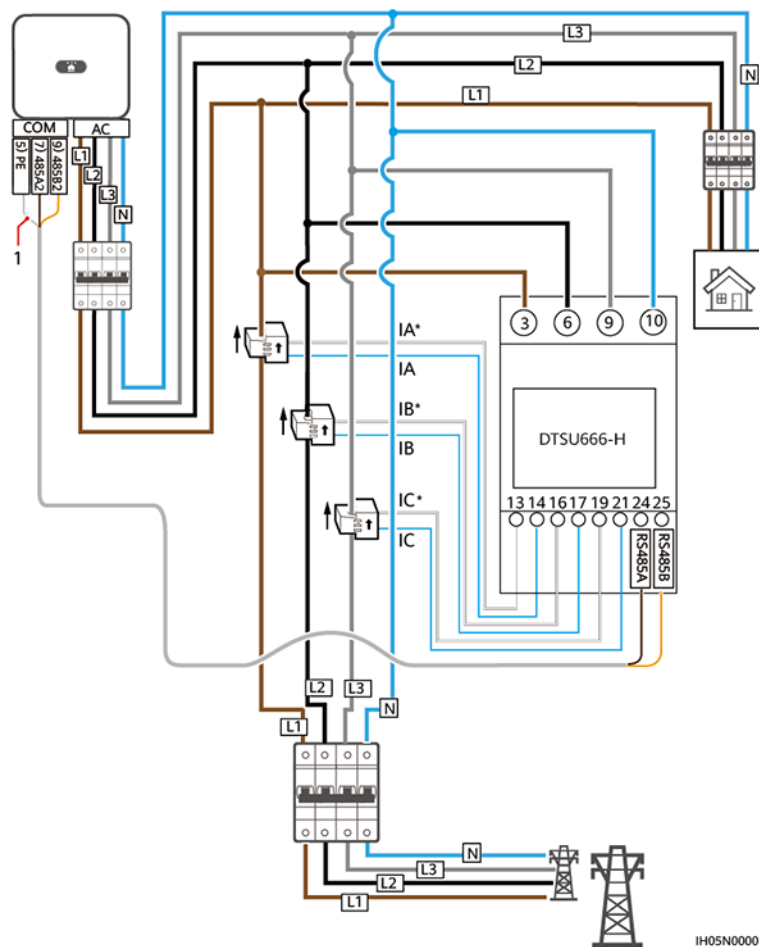 L3
L2
N
L1
COM
AC
5) PE
7) 485A2
9) 485B2
L1
L2
L3
N
1
3
6
9
10
IA*
IA
IB*
IB
IC*
IC
DTSU666-H
13 14 16 17 19 21 24 25
RS485A
RS485B
L2
L3
N
L1
N
L3
L2
L1
IH05N0000